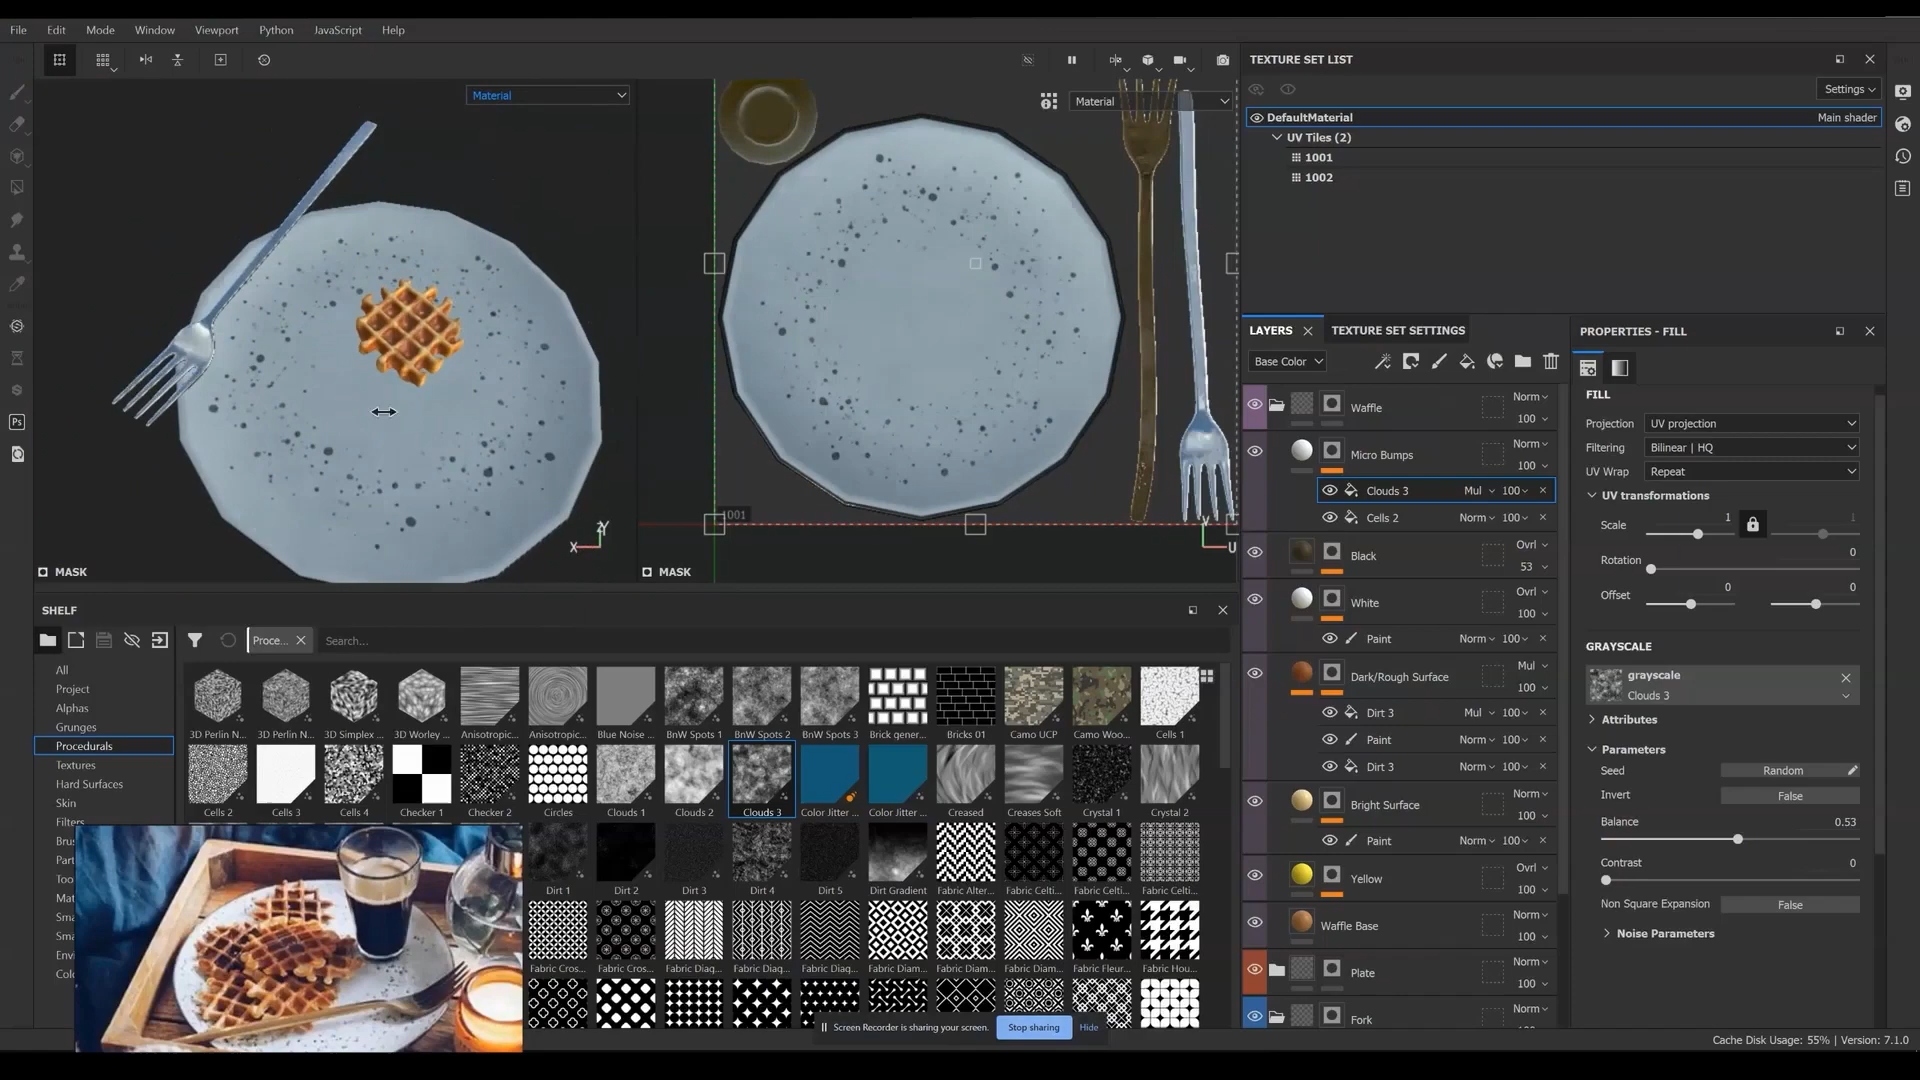 File Edit Mode Window Viewport Python JavaScript Help
Material
Material
1001
X
Y
U
MASK
MASK
TEXTURE SET LIST
Settings
DefaultMaterial Main shader
UV Tiles (2)
1001
1002
LAYERS TEXTURE SET SETTINGS
Base Color
Waffle Norm 100
Micro Bumps Norm 100
Clouds 3 Mul 100
Cells 2 Norm 100
Black Ovrl 53
White Ovrl 100
Paint Norm 100
Dark/Rough Surface Mul 100
Dirt 3 Mul 100
Paint Norm 100
Dirt 3 Norm 100
Bright Surface Norm 100
Paint Norm 100
Yellow Ovrl 100
Waffle Base Norm 100
Plate Norm 100
Fork Norm
PROPERTIES - FILL
FILL
Projection UV projection
Filtering Bilinear | HQ
UV Wrap Repeat
UV transformations
Scale 1 1
Rotation 0
Offset 0 0
GRAYSCALE
grayscale
Clouds 3
Attributes
Parameters
Seed Random
Invert False
Balance 0.53
Contrast 0
Non Square Expansion False
Noise Parameters
SHELF
Proce... Search...
All
Project
Alphas
Grunges
Procedurals
Textures
Hard Surfaces
Skin
Filters
Bru
Part
Too
Mat
Sma
Sma
Envi
Colo
Ps
3D Perlin N... 3D Perlin N... 3D Simplex ... 3D Worley ... Anisotropic... Anisotropic... Blue Noise ... BnW Spots 1 BnW Spots 2 BnW Spots 3 Brick gener... Bricks 01 Camo UCP Camo Woo... Cells 1
Cells 2 Cells 3 Cells 4 Checker 1 Checker 2 Circles Clouds 1 Clouds 2 Clouds 3 Color Jitter ... Color Jitter ... Creased Creases Soft Crystal 1 Crystal 2
Dirt 1 Dirt 2 Dirt 3 Dirt 4 Dirt 5 Dirt Gradient Fabric Alter... Fabric Celti... Fabric Celti... Fabric Celti...
Fabric Cros... Fabric Cros... Fabric Diag... Fabric Diag... Fabric Diag... Fabric Diam... Fabric Diam... Fabric Diam... Fabric Fleur... Fabric Hou...
Screen Recorder is sharing your screen. Stop sharing Hide
Cache Disk Usage: 55% | Version: 7.1.0